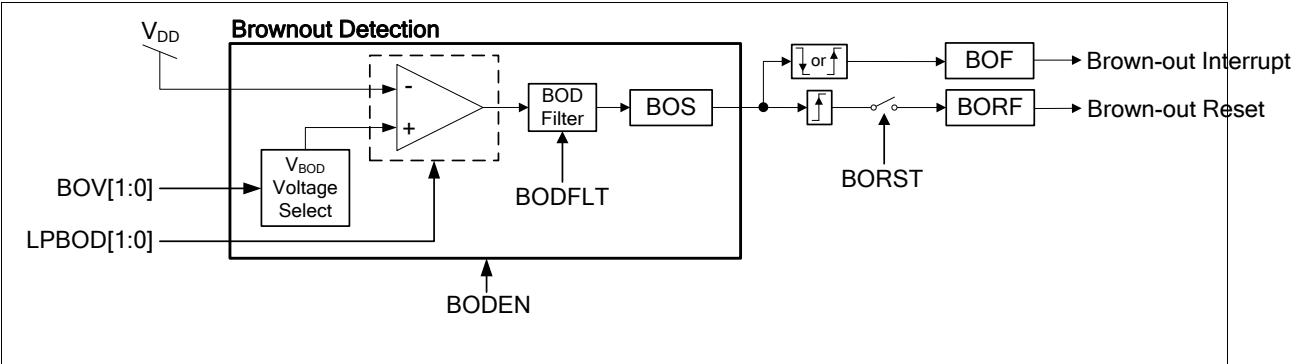 Brownout Detection
VDD
or
BOF
Brown-out Interrupt
-
BOD
Filter
BOS
BORF
Brown-out Reset
+
VBOD
Voltage
Select
BOV[1:0]
BODFLT
BORST
LPBOD[1:0]
BODEN